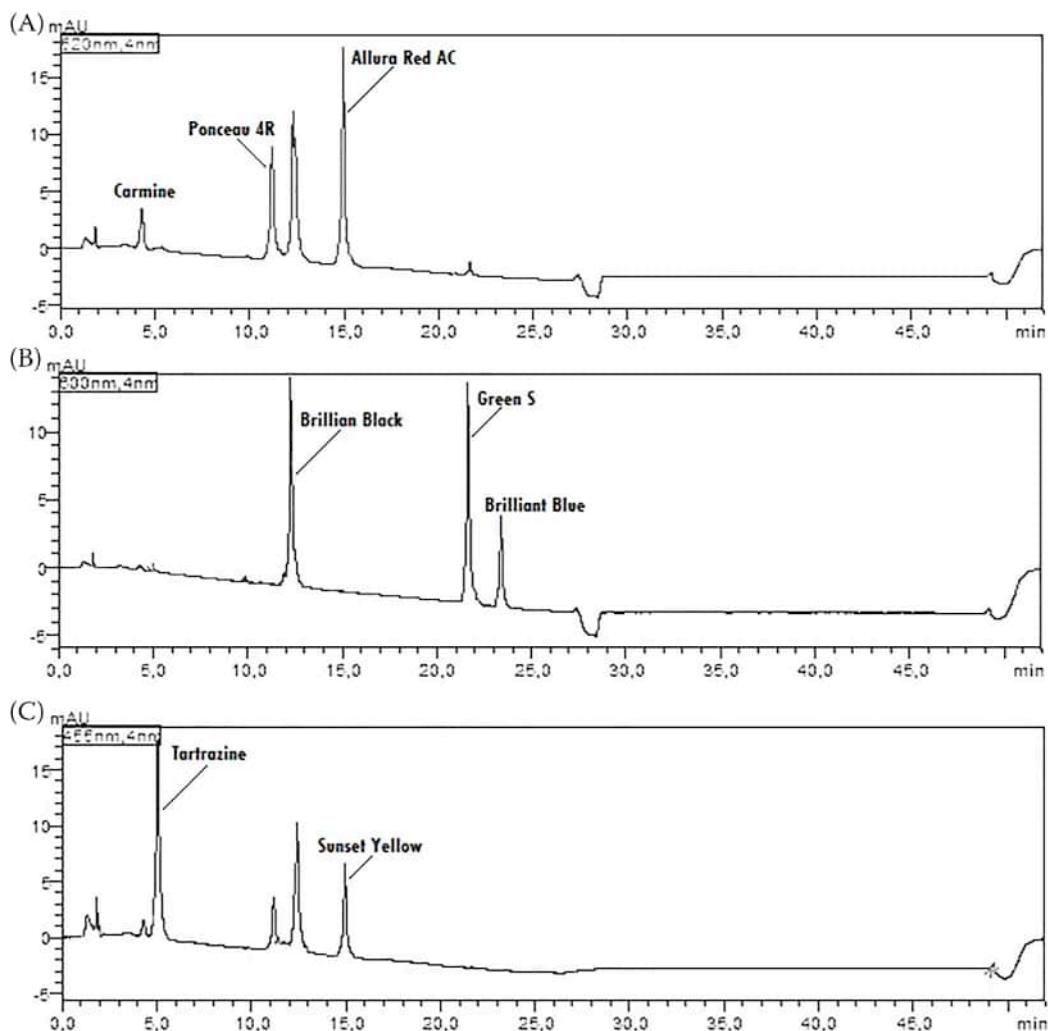 (A)
mAU
15
10
5
0
-5
Allura Red AC
Ponceau 4R
Carmine
0,0 5,0 10,0 15,0 20,0 25,0 30,0 35,0 40,0 45,0 min
(B)
mAU
10
5
0
-5
Brillian Black
Green S
Brilliant Blue
0,0 5,0 10,0 15,0 20,0 25,0 30,0 35,0 40,0 45,0 min
(C)
mAU
15
10
5
0
-5
Tartrazine
Sunset Yellow
0,0 5,0 10,0 15,0 20,0 25,0 30,0 35,0 40,0 45,0 min